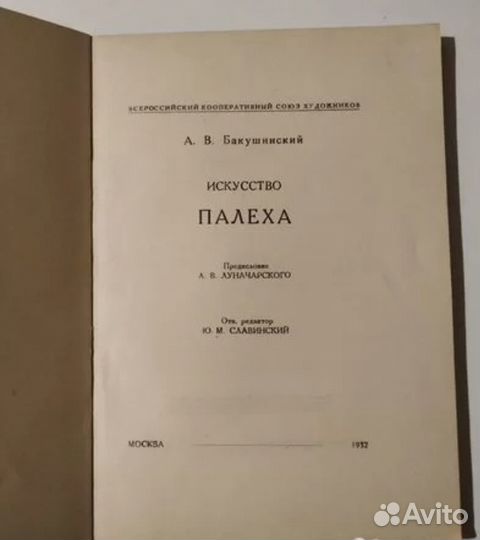 ВСЕРОССИЙСКИЙ КООПЕРАТИВНЫЙ СОЮЗ ХУДОЖНИКОВ
А. В. Бакушинский
ИСКУССТВО
ПАЛЕХА
Предисловие
А. В. ЛУНАЧАРСКОГО
Отв. редактор
Ю. М. СЛАВИНСКИЙ
МОСКВА 1932
Avito